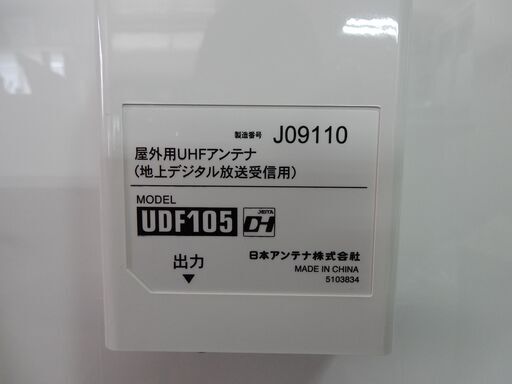 製造番号 J09110
屋外用UHFアンテナ
(地上デジタル放送受信用)
MODEL
UDF105 JEITA DH
出力
▼
日本アンテナ株式会社
MADE IN CHINA
5103834